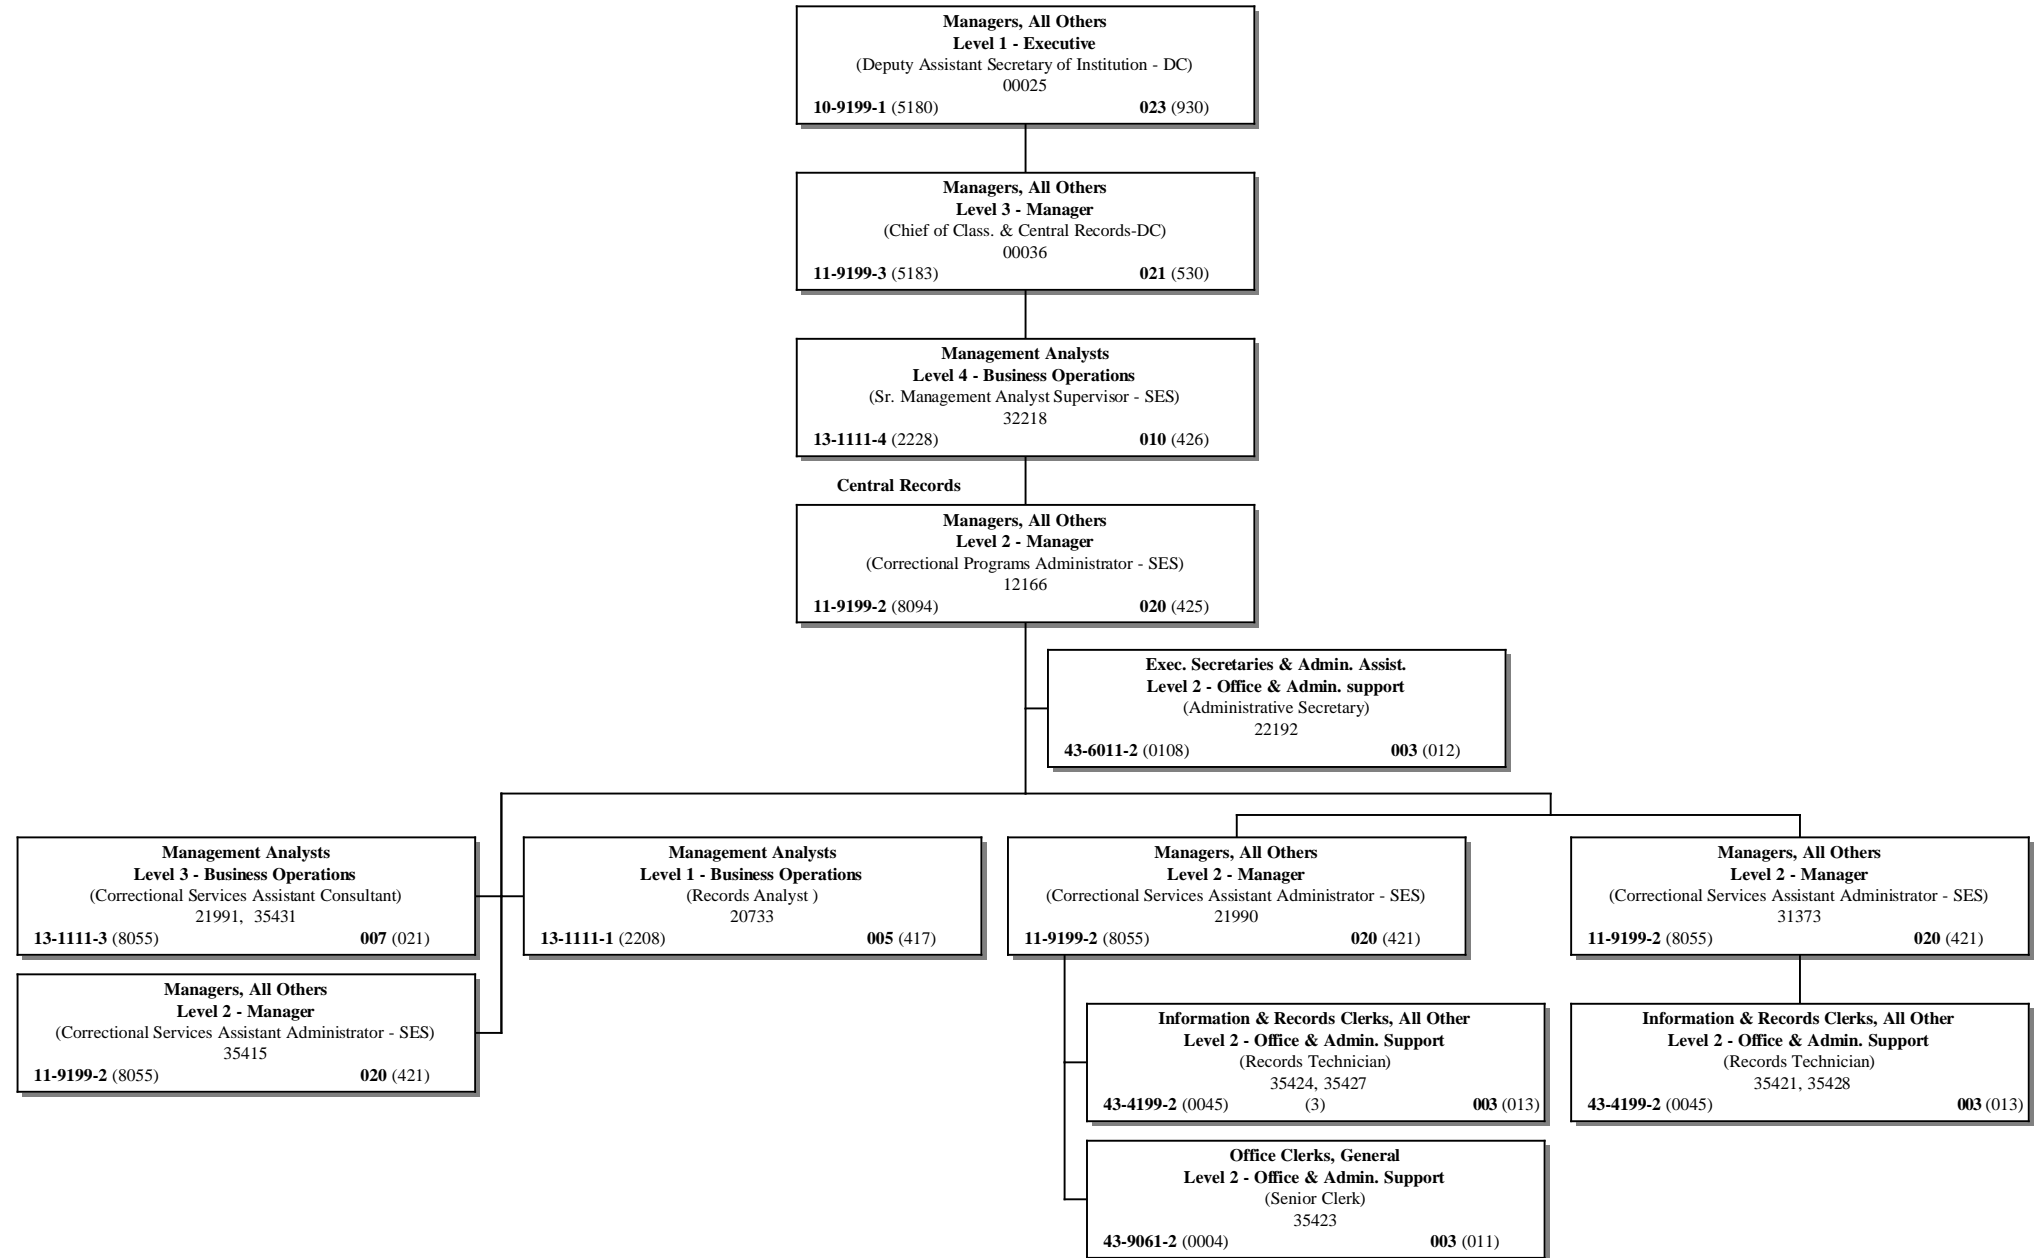 Managers, All Others
Level 1 - Executive
(Deputy Assistant Secretary of Institution - DC)
00025
10-9199-1 (5180) 023 (930)
Managers, All Others
Level 3 - Manager
(Chief of Class. & Central Records-DC)
00036
11-9199-3 (5183) 021 (530)
Management Analysts
Level 4 - Business Operations
(Sr. Management Analyst Supervisor - SES)
32218
13-1111-4 (2228) 010 (426)
Central Records
Managers, All Others
Level 2 - Manager
(Correctional Programs Administrator - SES)
12166
11-9199-2 (8094) 020 (425)
Exec. Secretaries & Admin. Assist.
Level 2 - Office & Admin. support
(Administrative Secretary)
22192
43-6011-2 (0108) 003 (012)
Management Analysts
Level 3 - Business Operations
(Correctional Services Assistant Consultant)
21991, 35431
13-1111-3 (8055) 007 (021)
Management Analysts
Level 1 - Business Operations
(Records Analyst )
20733
13-1111-1 (2208) 005 (417)
Managers, All Others
Level 2 - Manager
(Correctional Services Assistant Administrator - SES)
21990
11-9199-2 (8055) 020 (421)
Managers, All Others
Level 2 - Manager
(Correctional Services Assistant Administrator - SES)
31373
11-9199-2 (8055) 020 (421)
Managers, All Others
Level 2 - Manager
(Correctional Services Assistant Administrator - SES)
35415
11-9199-2 (8055) 020 (421)
Information & Records Clerks, All Other
Level 2 - Office & Admin. Support
(Records Technician)
35424, 35427
43-4199-2 (0045) (3) 003 (013)
Information & Records Clerks, All Other
Level 2 - Office & Admin. Support
(Records Technician)
35421, 35428
43-4199-2 (0045) 003 (013)
Office Clerks, General
Level 2 - Office & Admin. Support
(Senior Clerk)
35423
43-9061-2 (0004) 003 (011)